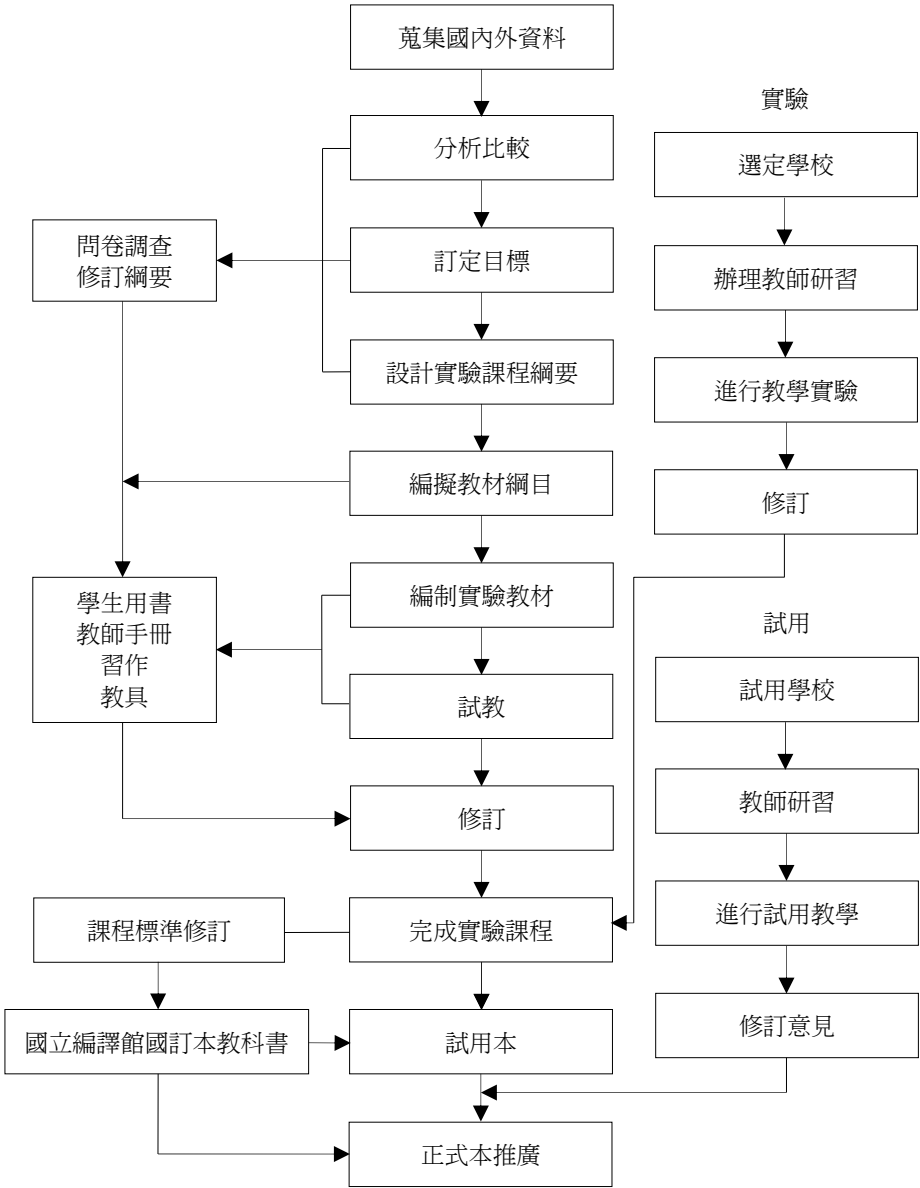 蒐集國內外資料
分析比較
訂定目標
設計實驗課程綱要
編擬教材綱目
編制實驗教材
試教
修訂
完成實驗課程
試用本
正式本推廣
問卷調查
修訂綱要
學生用書
教師手冊
習作
教具
課程標準修訂
國立編譯館國訂本教科書
實驗
選定學校
辦理教師研習
進行教學實驗
修訂
試用
試用學校
教師研習
進行試用教學
修訂意見